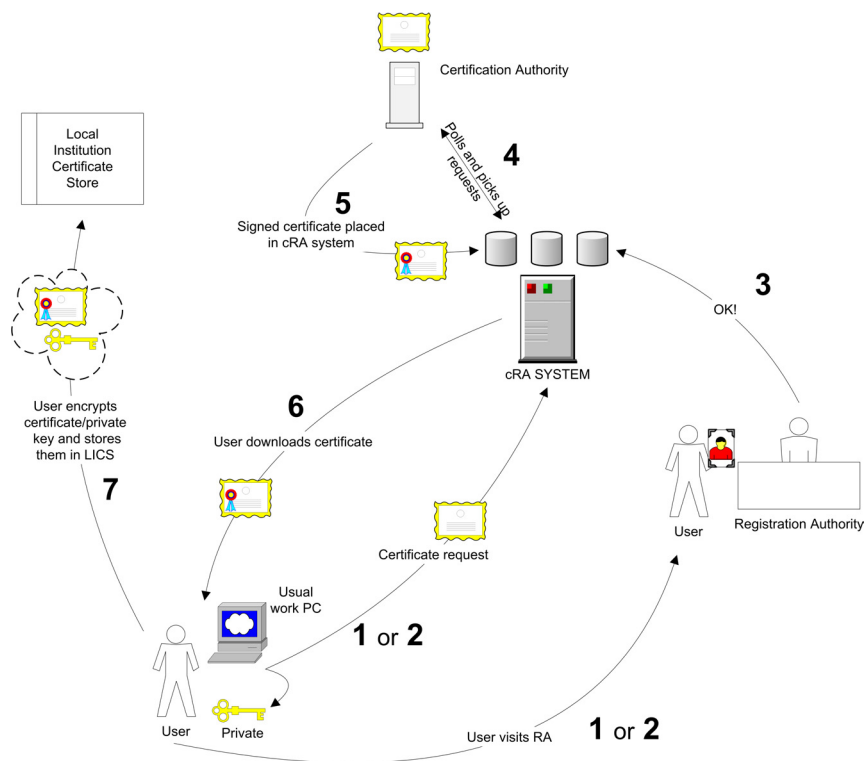 Certification Authority
Local
Institution
Certificate
Store
Polls and picks up
requests
4
5
Signed certificate placed
in cRA system
3
OK!
cRA SYSTEM
User encrypts
certificate/private
key and stores
them in LICS
7
6
User downloads certificate
User
Registration Authority
Certificate request
Usual
work PC
1 or 2
User
Private
User visits RA
1 or 2